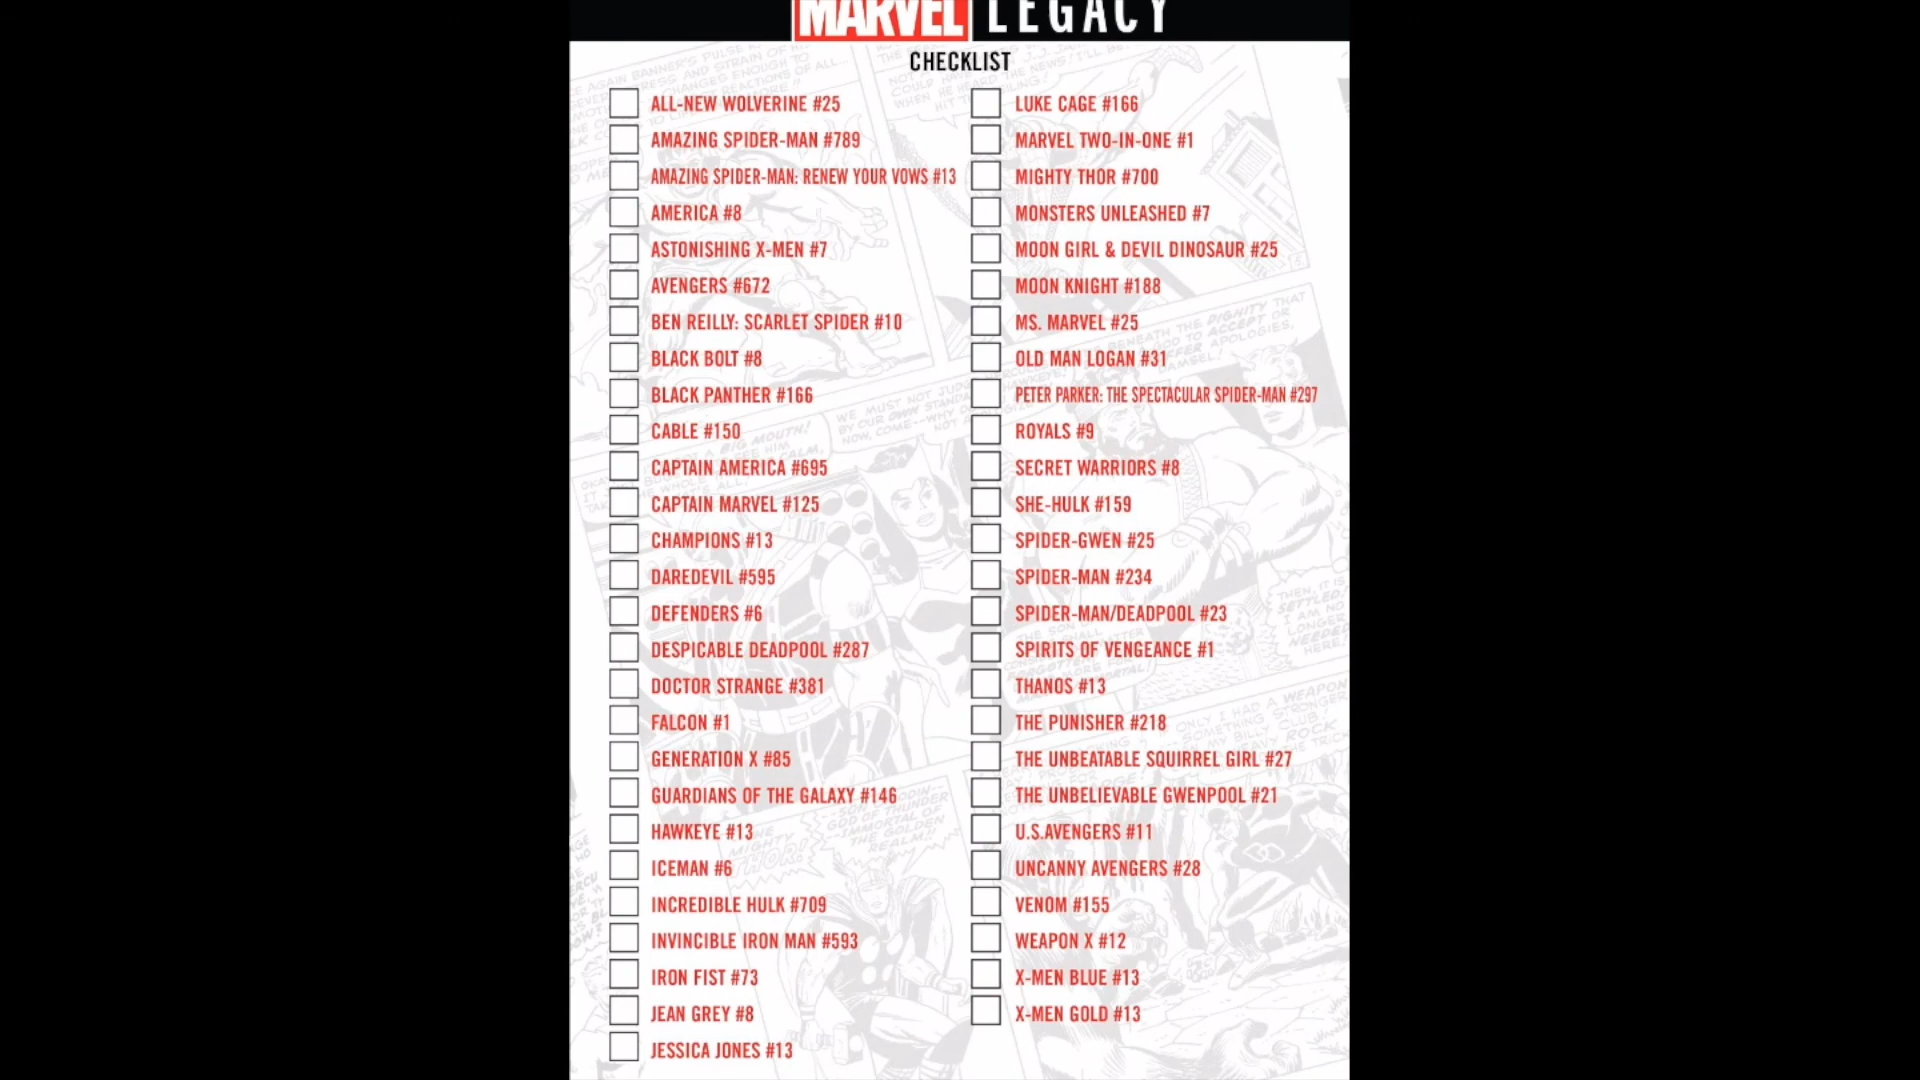 MARVEL LEGACY
CHECKLIST
ALL-NEW WOLVERINE #25
AMAZING SPIDER-MAN #789
AMAZING SPIDER-MAN: RENEW YOUR VOWS #13
AMERICA #8
ASTONISHING X-MEN #7
AVENGERS #672
BEN REILLY: SCARLET SPIDER #10
BLACK BOLT #8
BLACK PANTHER #166
CABLE #150
CAPTAIN AMERICA #695
CAPTAIN MARVEL #125
CHAMPIONS #13
DAREDEVIL #595
DEFENDERS #6
DESPICABLE DEADPOOL #287
DOCTOR STRANGE #381
FALCON #1
GENERATION X #85
GUARDIANS OF THE GALAXY #146
HAWKEYE #13
ICEMAN #6
INCREDIBLE HULK #709
INVINCIBLE IRON MAN #593
IRON FIST #73
JEAN GREY #8
JESSICA JONES #13
LUKE CAGE #166
MARVEL TWO-IN-ONE #1
MIGHTY THOR #700
MONSTERS UNLEASHED #7
MOON GIRL & DEVIL DINOSAUR #25
MOON KNIGHT #188
MS. MARVEL #25
OLD MAN LOGAN #31
PETER PARKER: THE SPECTACULAR SPIDER-MAN #297
ROYALS #9
SECRET WARRIORS #8
SHE-HULK #159
SPIDER-GWEN #25
SPIDER-MAN #234
SPIDER-MAN/DEADPOOL #23
SPIRITS OF VENGEANCE #1
THANOS #13
THE PUNISHER #218
THE UNBEATABLE SQUIRREL GIRL #27
THE UNBELIEVABLE GWENPOOL #21
U.S.AVENGERS #11
UNCANNY AVENGERS #28
VENOM #155
WEAPON X #12
X-MEN BLUE #13
X-MEN GOLD #13